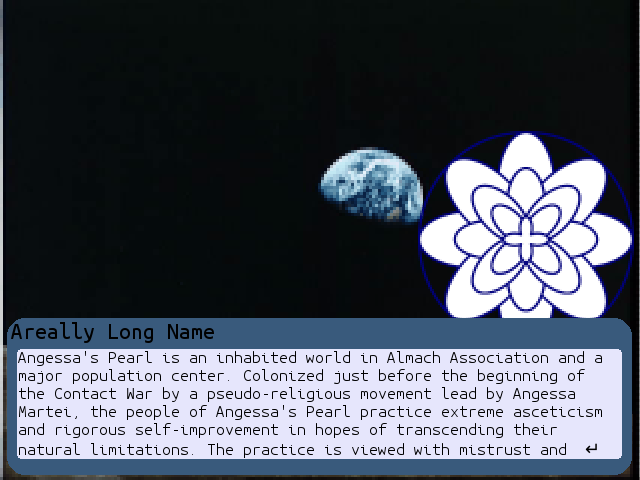 Areally Long Name
Angessa's Pearl is an inhabited world in Almach Association and a
major population center. Colonized just before the beginning of
the Contact War by a pseudo-religious movement lead by Angessa
Martei, the people of Angessa's Pearl practice extreme asceticism
and rigorous self-improvement in hopes of transcending their
natural limitations. The practice is viewed with mistrust and ↵